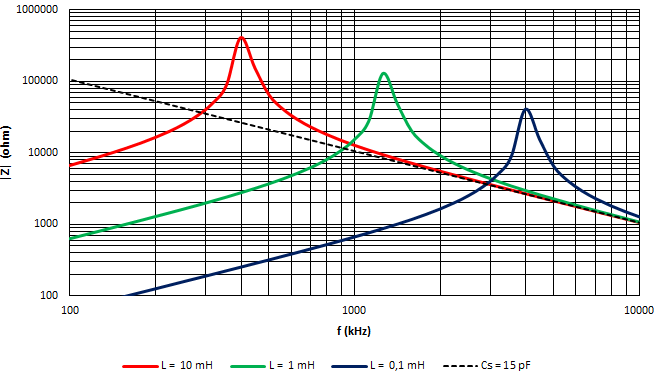 1000000
100000
10000
1000
100
|Z| (ohm)
100
1000
10000
f (kHz)
L = 10 mH
L = 1 mH
L = 0,1 mH
Cs = 15 pF